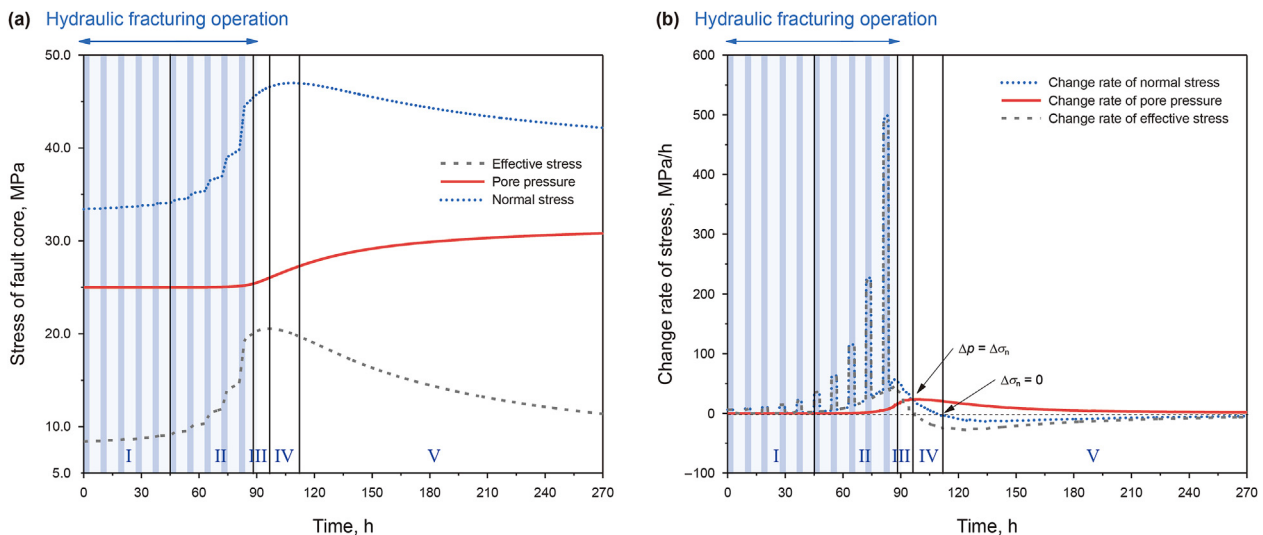 (a) Hydraulic fracturing operation
50.0
40.0
30.0
20.0
10.0
5.0
Stress of fault core, MPa
Effective stress
Pore pressure
Normal stress
I II III IV V
0 30 60 90 120 150 180 210 240 270
Time, h
(b) Hydraulic fracturing operation
600
500
400
300
200
100
0
–100
Change rate of stress, MPa/h
Change rate of normal stress
Change rate of pore pressure
Change rate of effective stress
Δp = Δσn
Δσn = 0
I II III IV V
0 30 60 90 120 150 180 210 240 270
Time, h